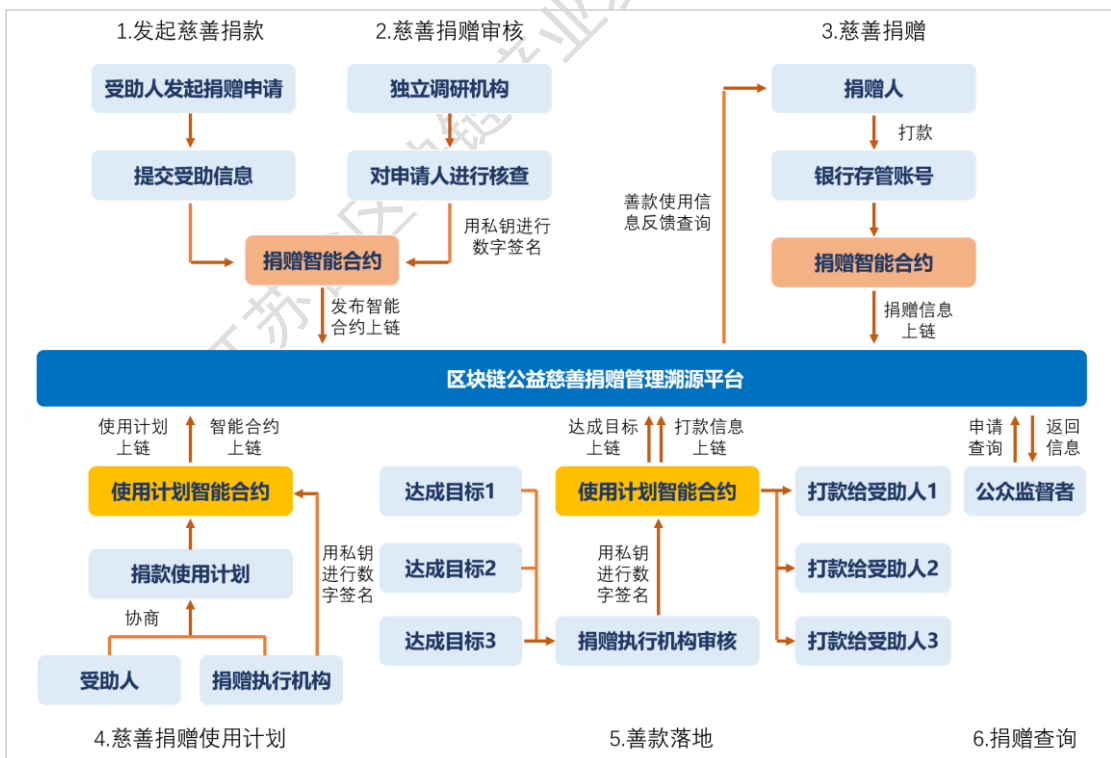 1.发起慈善捐款
2.慈善捐赠审核
3.慈善捐赠
受助人发起捐赠申请
独立调研机构
捐赠人
打款
提交受助信息
对申请人进行核查
银行存管账号
善款使用信
息反馈查询
用私钥进行
数字签名
捐赠智能合约
捐赠智能合约
发布智能
合约上链
捐赠信息
上链
区块链公益慈善捐赠管理溯源平台
使用计划
上链
智能合约
上链
达成目标
上链
打款信息
上链
申请
查询
返回
信息
使用计划智能合约
达成目标1
使用计划智能合约
打款给受助人1
公众监督者
捐款使用计划
用私钥
进行数
字签名
达成目标2
用私钥
进行数
字签名
打款给受助人2
协商
达成目标3
捐赠执行机构审核
打款给受助人3
受助人
捐赠执行机构
4.慈善捐赠使用计划
5.善款落地
6.捐赠查询